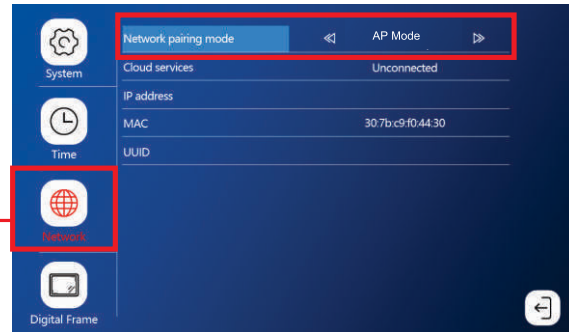 System
Time
Network
Digital Frame
Network pairing mode AP Mode
Cloud services Unconnected
IP address
MAC 30:7b:c9:f0:44:30
UUID